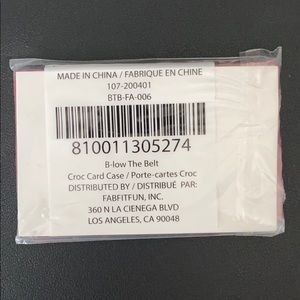 MADE IN CHINA / FABRIQUE EN CHINE
107-200401
BTB-FA-006
810011305274
B-low The Belt
Croc Card Case / Porte-cartes Croc
DISTRIBUTED BY / DISTRIBUÉ PAR:
FABFITFUN, INC.
360 N LA CIENEGA BLVD
LOS ANGELES, CA 90048